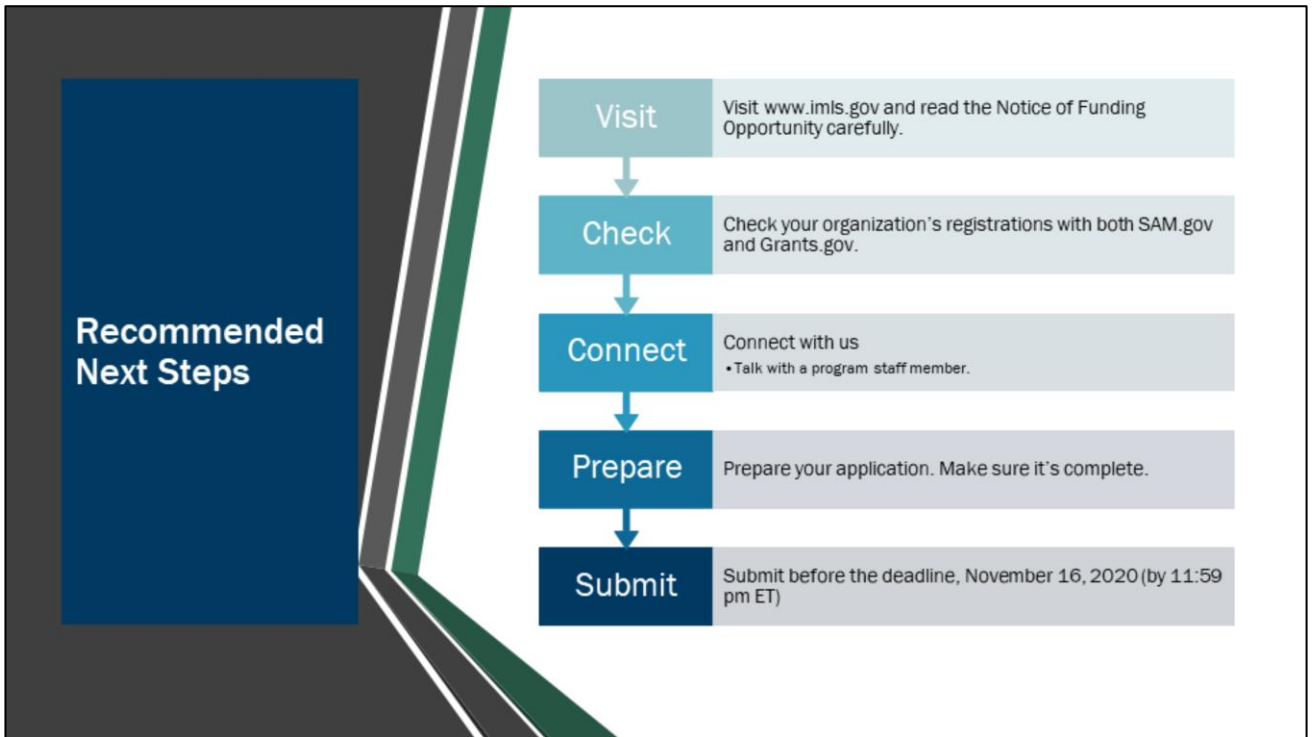 Recommended
Next Steps
Visit
Visit www.imls.gov and read the Notice of Funding
Opportunity carefully.
Check
Check your organization’s registrations with both SAM.gov
and Grants.gov.
Connect
Connect with us
•Talk with a program staff member.
Prepare
Prepare your application. Make sure it’s complete.
Submit
Submit before the deadline, November 16, 2020 (by 11:59
pm ET)